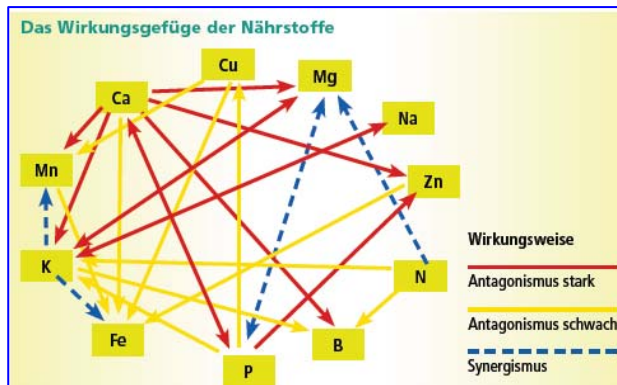 Das Wirkungsgefüge der Nährstoffe
Cu
Mg
Ca
Na
Mn
Zn
Wirkungsweise
K
N
Antagonismus stark
Fe
B
Antagonismus schwach
P
Synergismus